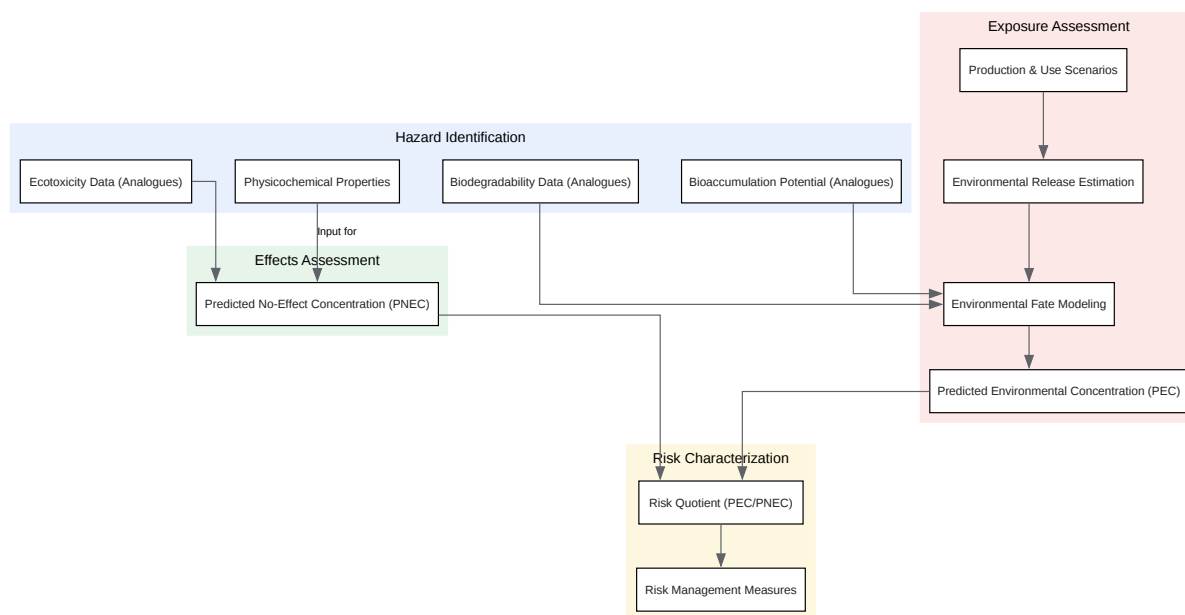 Exposure Assessment
Production & Use Scenarios
Hazard Identification
Ecotoxicity Data (Analogues)
Physicochemical Properties
Biodegradability Data (Analogues)
Bioaccumulation Potential (Analogues)
Environmental Release Estimation
Input for
Effects Assessment
Predicted No-Effect Concentration (PNEC)
Environmental Fate Modeling
Predicted Environmental Concentration (PEC)
Risk Characterization
Risk Quotient (PEC/PNEC)
Risk Management Measures